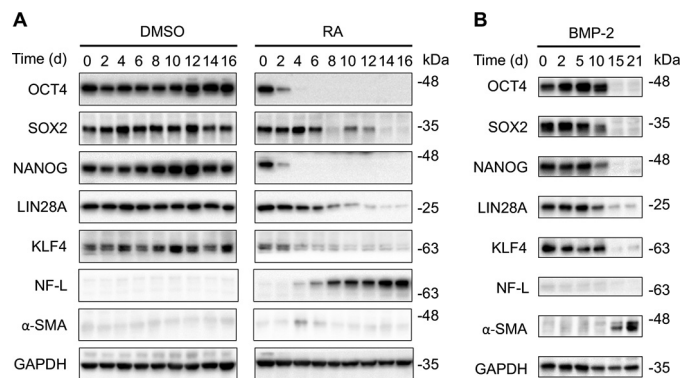 A
DMSO RA
Time (d) 0 2 4 6 8 10 12 14 16 0 2 4 6 8 10 12 14 16 kDa
OCT4 -48
SOX2 -35
NANOG -48
LIN28A -25
KLF4 -63
NF-L -63
α-SMA -48
GAPDH -35
B
BMP-2
Time (d) 0 2 5 10 15 21 kDa
OCT4 -48
SOX2 -35
NANOG -48
LIN28A -25
KLF4 -63
NF-L -63
α-SMA -48
GAPDH -35